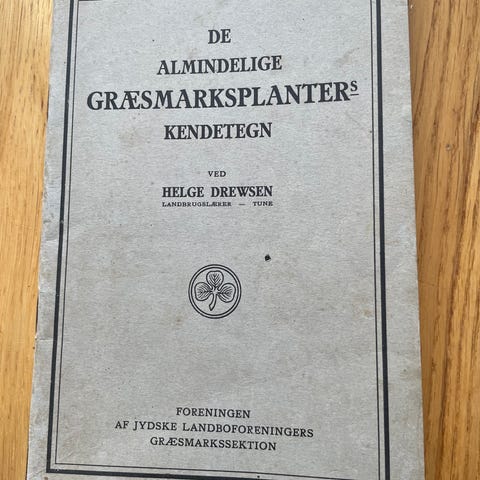 DE
ALMINDELIGE
GRÆSMARKSPLANTERS
KENDETEGN
VED
HELGE DREWSEN
LANDBRUGSLÆRER — TUNE
FORENINGEN
AF JYDSKE LANDBOFORENINGERS
GRÆSMARKSSEKTION